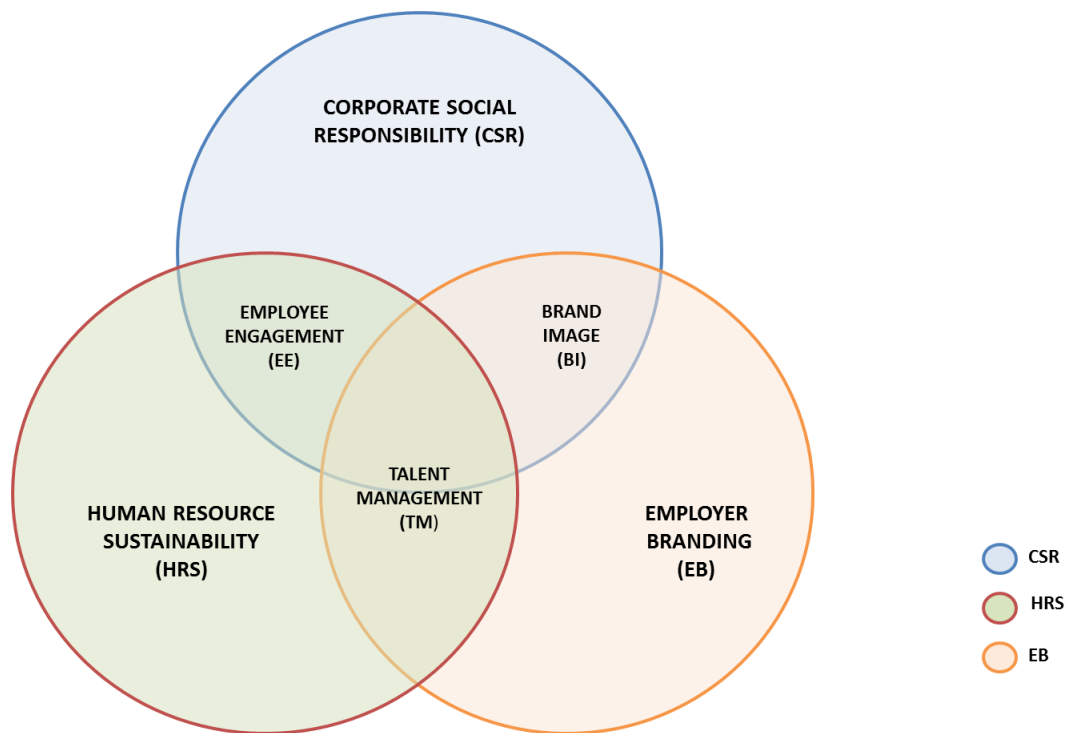 CORPORATE SOCIAL
RESPONSIBILITY (CSR)
EMPLOYEE
ENGAGEMENT
(EE)
BRAND
IMAGE
(BI)
TALENT
MANAGEMENT
(TM)
HUMAN RESOURCE
SUSTAINABILITY
(HRS)
EMPLOYER
BRANDING
(EB)
CSR
HRS
EB